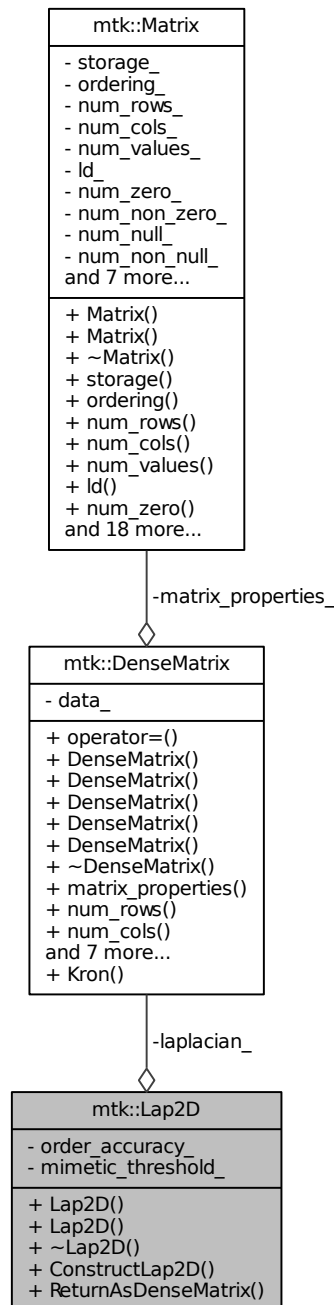 mtk::Matrix
- storage_
- ordering_
- num_rows_
- num_cols_
- num_values_
- ld_
- num_zero_
- num_non_zero_
- num_null_
- num_non_null_
and 7 more...
+ Matrix()
+ Matrix()
+ ~Matrix()
+ storage()
+ ordering()
+ num_rows()
+ num_cols()
+ num_values()
+ ld()
+ num_zero()
and 18 more...
-matrix_properties_
mtk::DenseMatrix
- data_
+ operator=()
+ DenseMatrix()
+ DenseMatrix()
+ DenseMatrix()
+ DenseMatrix()
+ DenseMatrix()
+ ~DenseMatrix()
+ matrix_properties()
+ num_rows()
+ num_cols()
and 7 more...
+ Kron()
-laplacian_
mtk::Lap2D
- order_accuracy_
- mimetic_threshold_
+ Lap2D()
+ Lap2D()
+ ~Lap2D()
+ ConstructLap2D()
+ ReturnAsDenseMatrix()